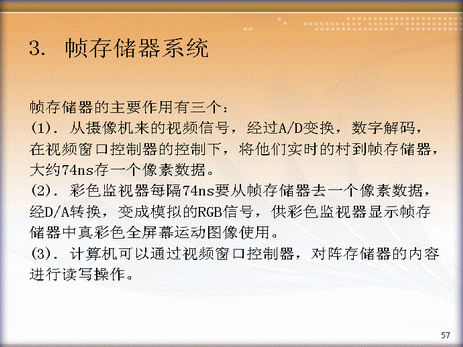 3. 帧存储器系统
帧存储器的主要作用有三个：
(1). 从摄像机来的视频信号，经过A/D变换，数字解码，
在视频窗口控制器的控制下，将他们实时的村到帧存储器，
大约74ns存一个像素数据。
(2). 彩色监视器每隔74ns要从帧存储器去一个像素数据，
经D/A转换，变成模拟的RGB信号，供彩色监视器显示帧存
储器中真彩色全屏幕运动图像使用。
(3). 计算机可以通过视频窗口控制器，对阵存储器的内容
进行读写操作。
57